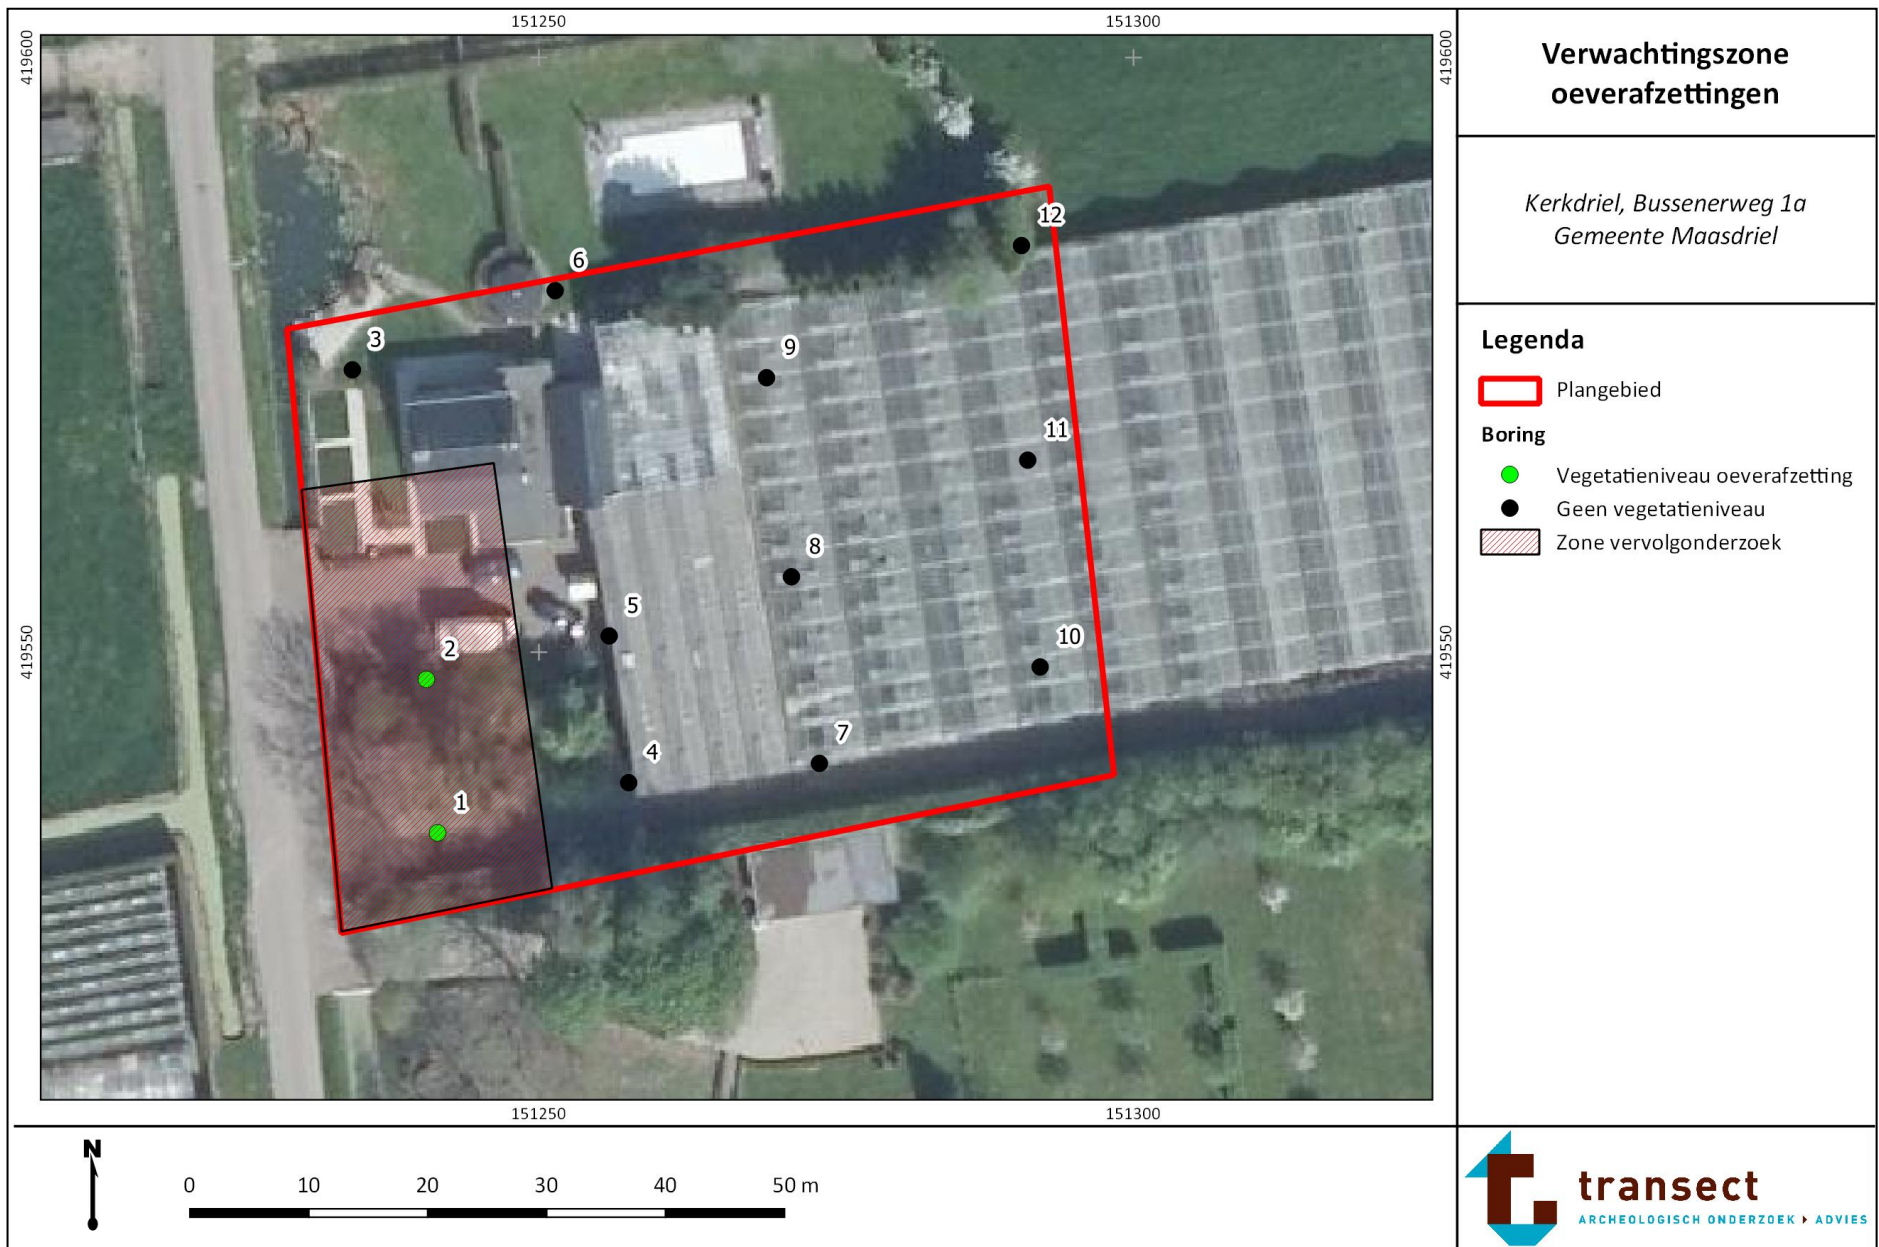 151250
151300
419600
419600
Verwachtingszone
oeverafzettingen
Kerkdriel, Bussenerweg 1a
Gemeente Maasdriel
Legenda
Plangebied
Boring
Vegetatieniveau oeverafzetting
Geen vegetatieniveau
Zone vervolgonderzoek
12
6
3
9
11
8
5
10
2
419550
419550
7
4
1
151250
151300
N
0
10
20
30
40
50 m
transect
ARCHEOLOGISCH ONDERZOEK ADVIES